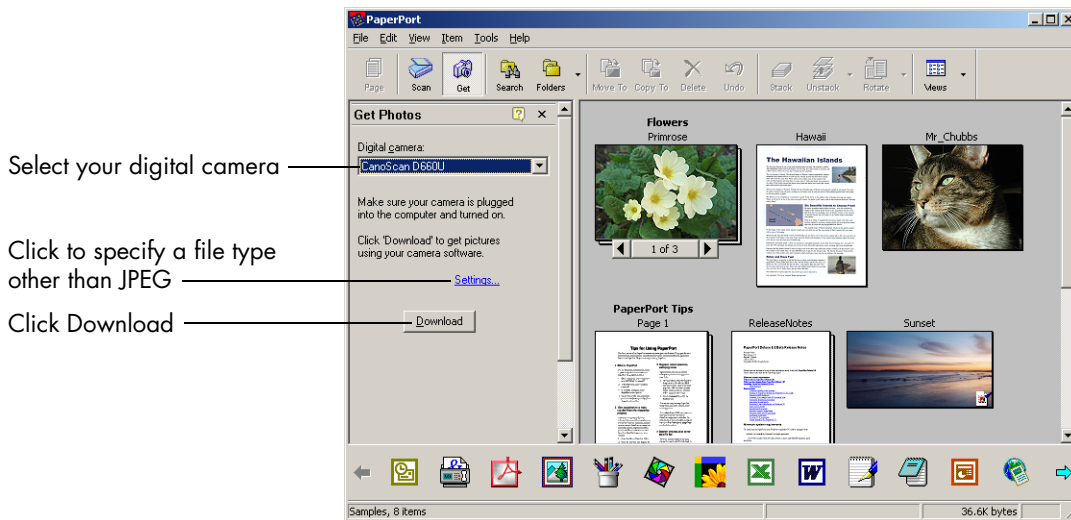 PaperPort
File Edit View Item Tools Help
Page Scan Get Search Folders Move To Copy To Delete Undo Stack Unstack Rotate Views
Get Photos
Digital camera:
CanoScan D660U
Make sure your camera is plugged
into the computer and turned on.
Click 'Download' to get pictures
using your camera software.
Settings...
Download
Select your digital camera
Click to specify a file type
other than JPEG
Click Download
Flowers
Primrose
Hawaii
Mr_Chubbs
The Hawaiian Islands
1 of 3
PaperPort Tips
Page 1
ReleaseNotes
Sunset
Tips for Using PaperPort
Samples, 8 items
36.6K bytes